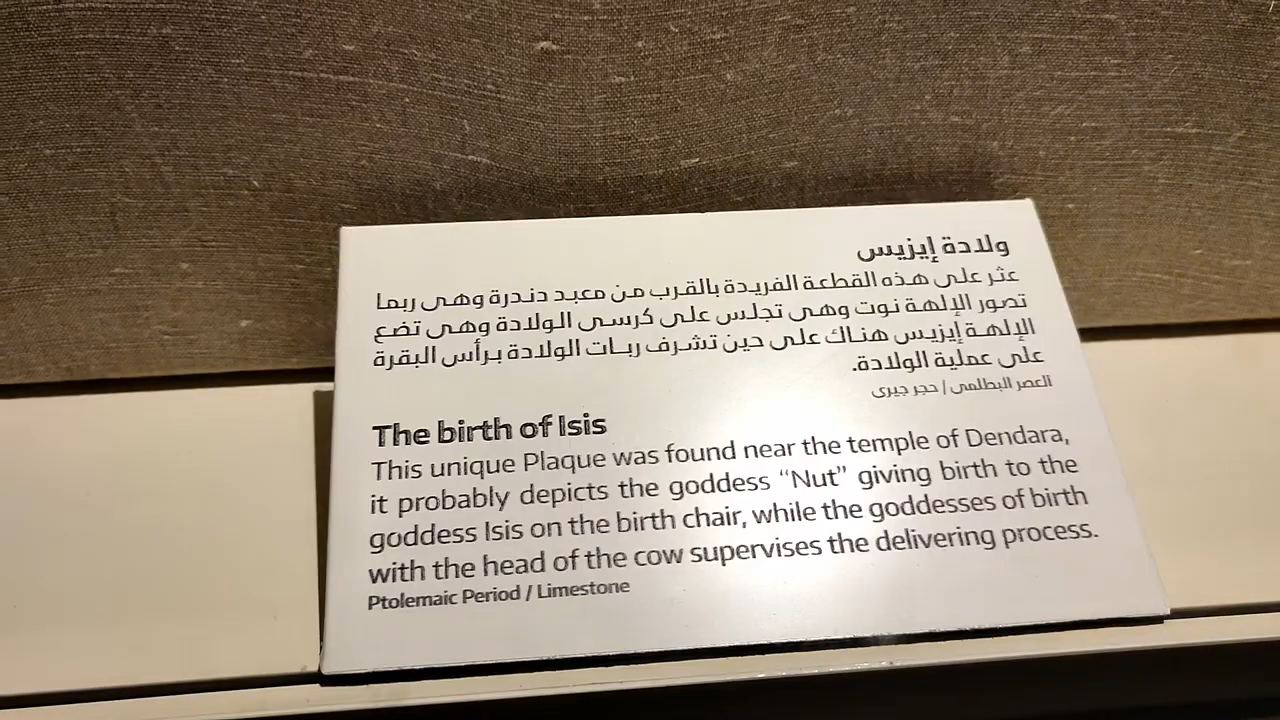 ولادة إيزيس
عثر على هذه القطعة الفريدة بالقرب من معبد دندرة وهى ربما
تصور الإلهة نوت وهى تجلس على كرسى الولادة وهى تضع
الإلهة إيزيس هناك على حين تشرف ربات الولادة برأس البقرة
على عملية الولادة.
العصر البطلمى / حجر جيرى
The birth of Isis
This unique Plaque was found near the temple of Dendara,
it probably depicts the goddess “Nut” giving birth to the
goddess Isis on the birth chair, while the goddesses of birth
with the head of the cow supervises the delivering process.
Ptolemaic Period / Limestone